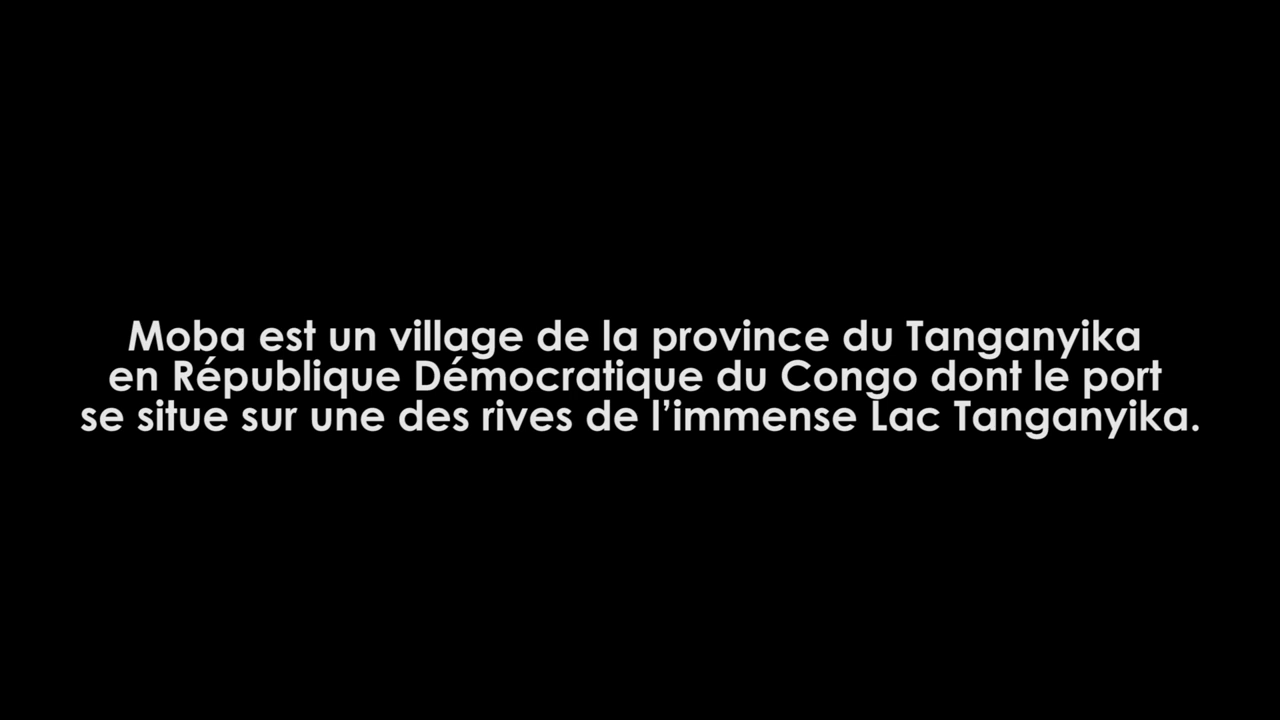 Moba est un village de la province du Tanganyika
en République Démocratique du Congo dont le port
se situe sur une des rives de l’immense Lac Tanganyika.